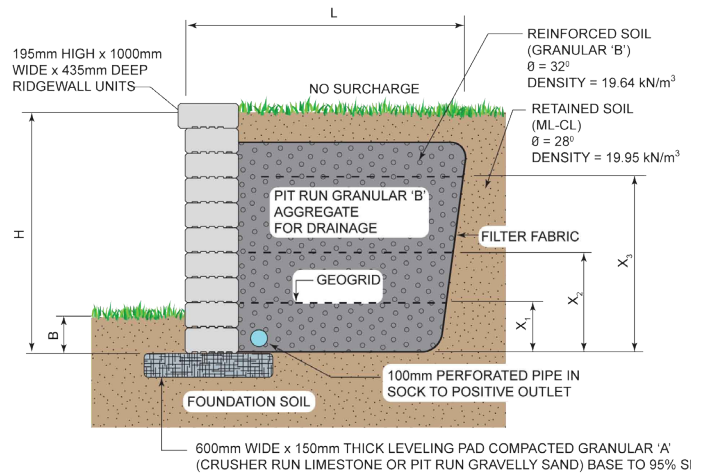 L
195mm HIGH x 1000mm
WIDE x 435mm DEEP
RIDGEWALL UNITS
NO SURCHARGE
REINFORCED SOIL
(GRANULAR ‘B’)
Ø = 32⁰
DENSITY = 19.64 kN/m³
RETAINED SOIL
(ML-CL)
Ø = 28⁰
DENSITY = 19.95 kN/m³
PIT RUN GRANULAR ‘B’
AGGREGATE
FOR DRAINAGE
FILTER FABRIC
GEOGRID
H
B
X₁
X₂
X₃
100mm PERFORATED PIPE IN
SOCK TO POSITIVE OUTLET
FOUNDATION SOIL
600mm WIDE x 150mm THICK LEVELING PAD COMPACTED GRANULAR ‘A’
(CRUSHER RUN LIMESTONE OR PIT RUN GRAVELLY SAND) BASE TO 95%